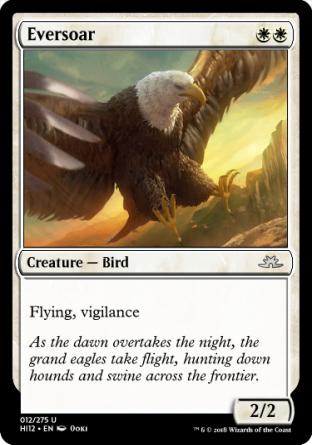 Eversoar
Creature — Bird
Flying, vigilance
As the dawn overtakes the night, the
grand eagles take flight, hunting down
hounds and swine across the frontier.
2/2
012/275 U
HI12 • EN OOKI
™ & © 2018 Wizards of the Coast